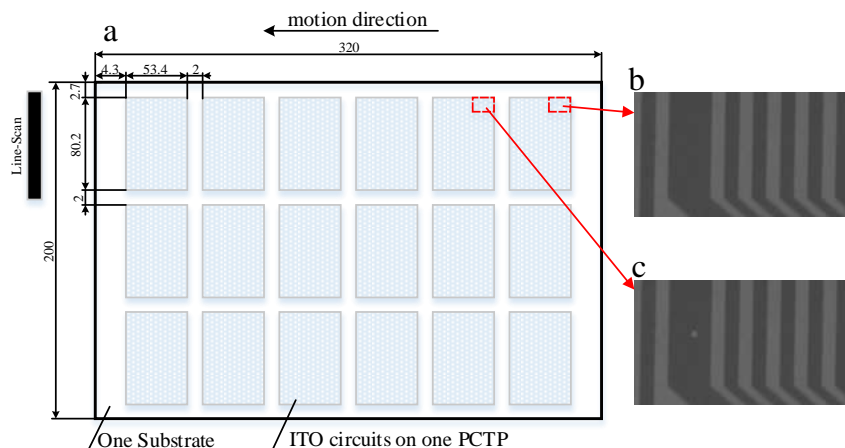 a
motion direction
320
4.3
53.4
2
2.7
80.2
2
200
Line-Scan
b
c
One Substrate
ITO circuits on one PCTP